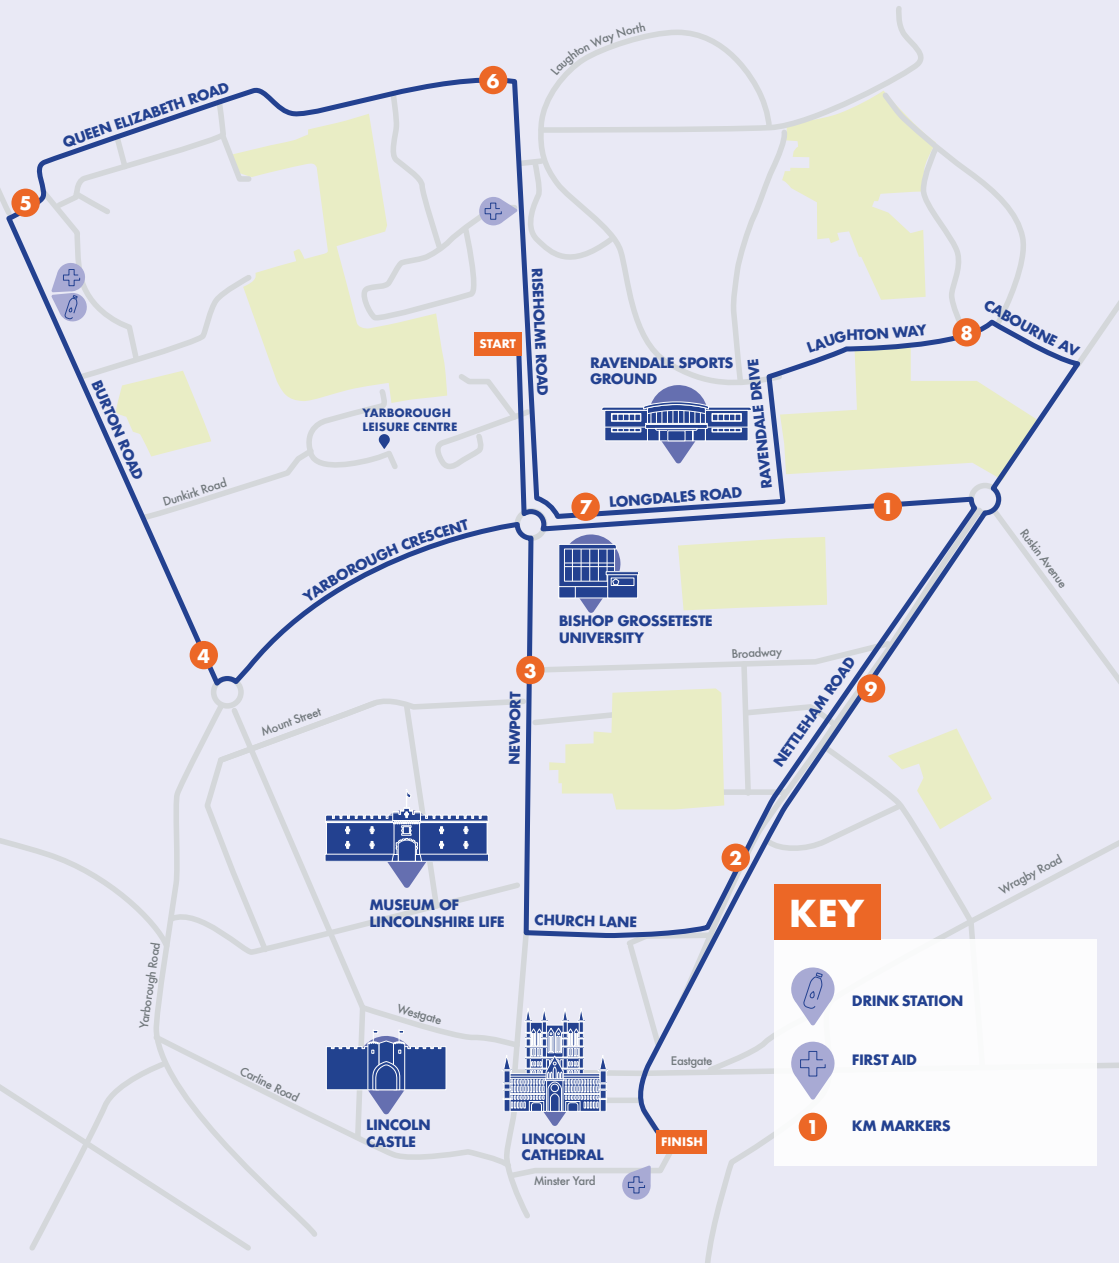 Laughton Way North
6
QUEEN ELIZABETH ROAD
5
RISEHOLME ROAD
START
CABOURNE AV
8
LAUGHTON WAY
RAVENDALE SPORTS
GROUND
RAVENDALE DRIVE
BURTON ROAD
YARBOROUGH
LEISURE CENTRE
Dunkirk Road
7
LONGDALES ROAD
1
YARBOROUGH CRESCENT
Ruskin Avenue
BISHOP GROSSETESTE
UNIVERSITY
4
3
Broadway
9
NETTLEHAM ROAD
Mount Street
NEWPORT
2
Wragby Road
MUSEUM OF
LINCOLNSHIRE LIFE
CHURCH LANE
Yarborough Road
Westgate
Eastgate
Carline Road
LINCOLN
CASTLE
LINCOLN
CATHEDRAL
FINISH
Minster Yard
KEY
DRINK STATION
FIRST AID
1
KM MARKERS